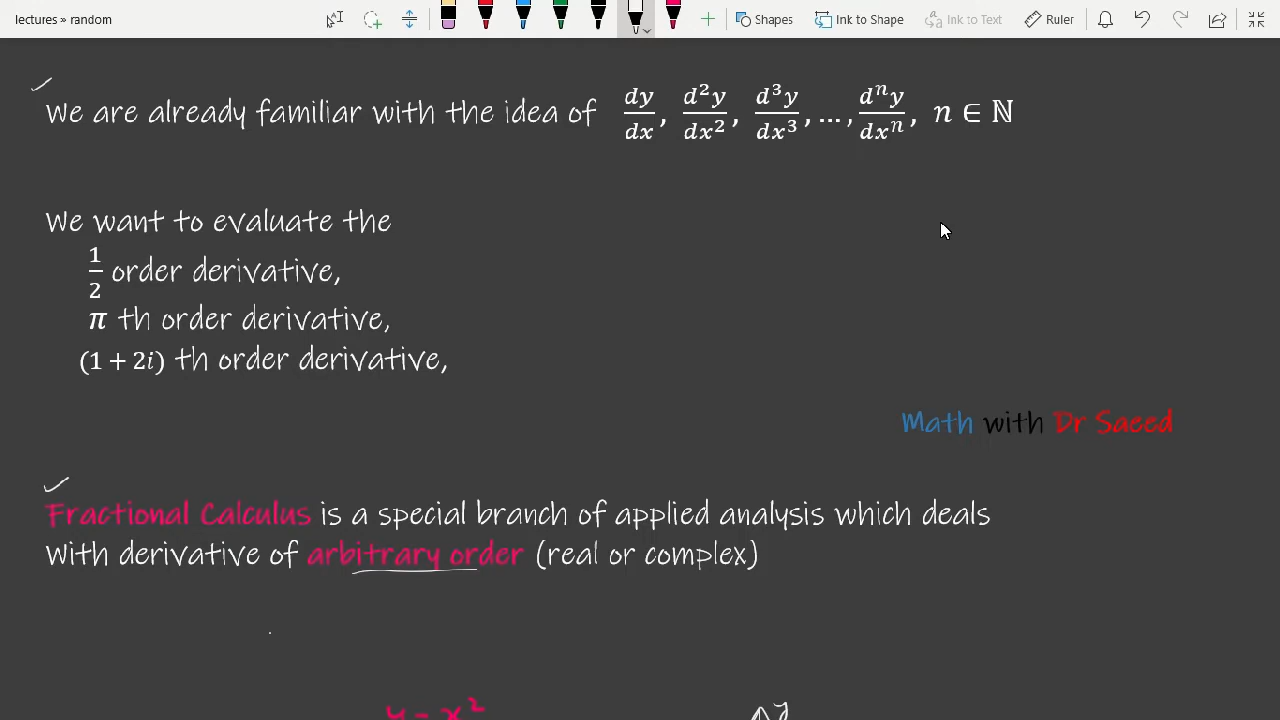 lectures » random
Shapes
Ink to Shape
Ink to Text
Ruler
We are already familiar with the idea of dy/dx, d²y/dx², d³y/dx³, ..., dⁿy/dxⁿ, n ∈ ℕ
We want to evaluate the
1/2 order derivative,
π th order derivative,
(1 + 2i) th order derivative,
Math with Dr Saeed
Fractional Calculus is a special branch of applied analysis which deals
With derivative of arbitrary order (real or complex)
y = x²
y